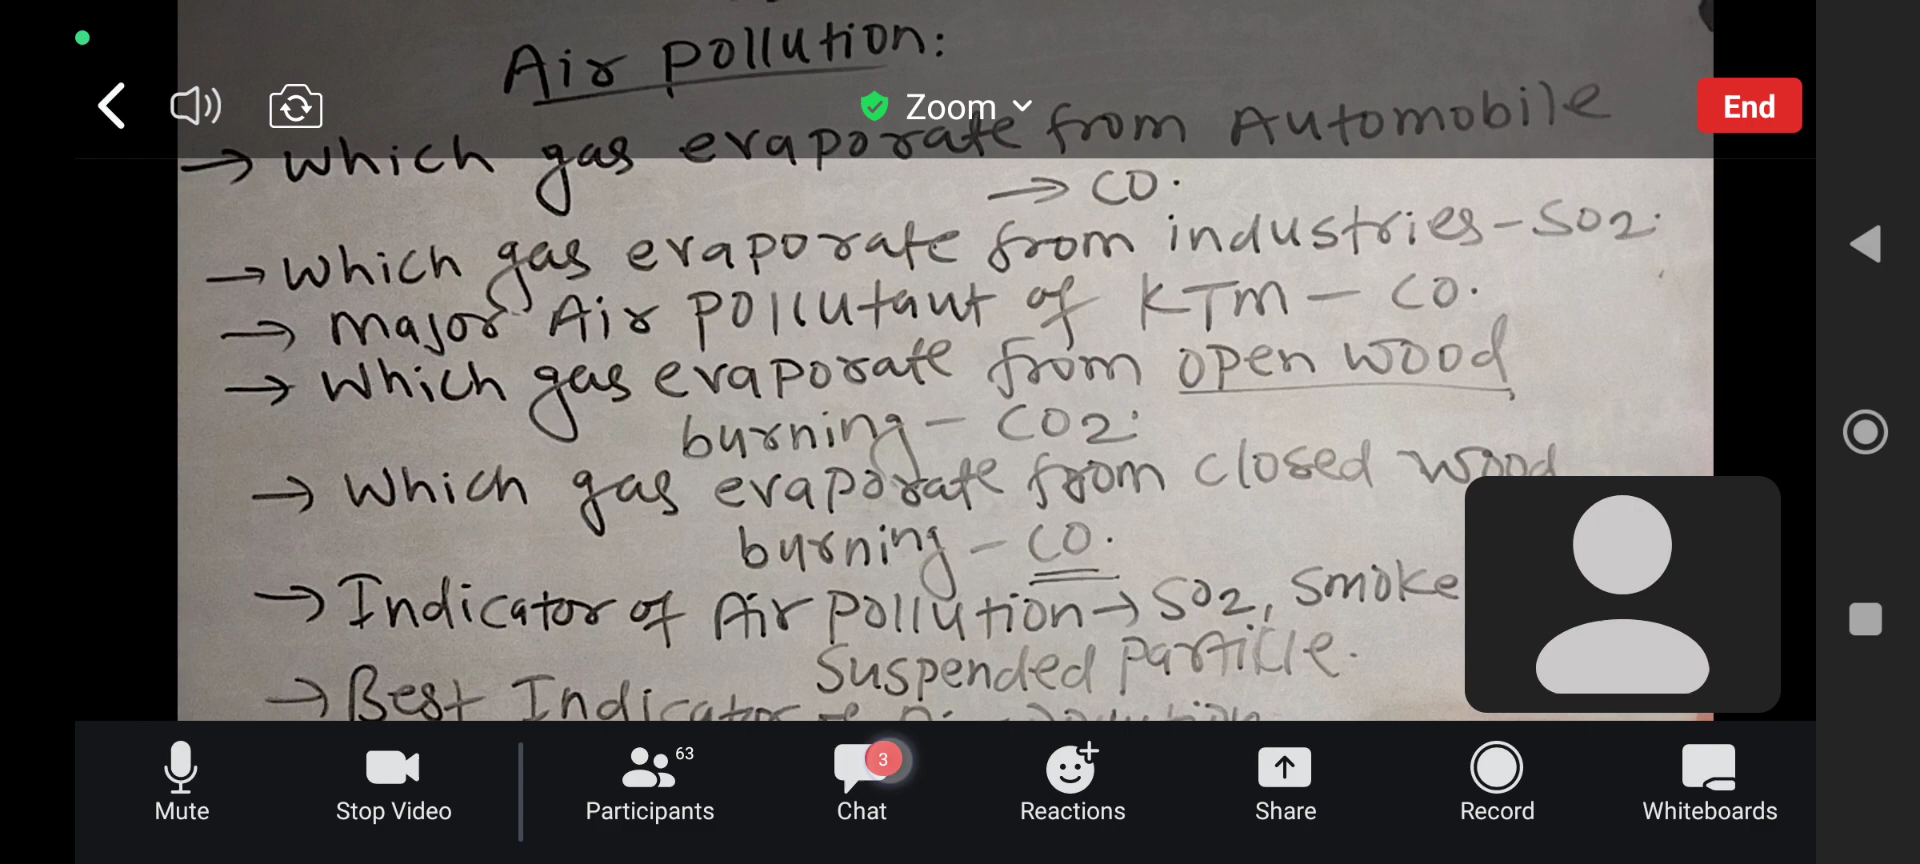 Air pollution:
Zoom
End
→ which gas evaporate from Automobile
→ CO.
→ which gas evaporate from industries - SO2.
→ major Air pollutant of KTM - CO.
→ which gas evaporate from open wood
burning - CO2.
→ which gas evaporate from closed wood
burning - CO.
→ Indicator of Air pollution → SO2, smoke
suspended particle.
→ Best Indicator of Air pollution
63
3
Mute Stop Video Participants Chat Reactions Share Record Whiteboards